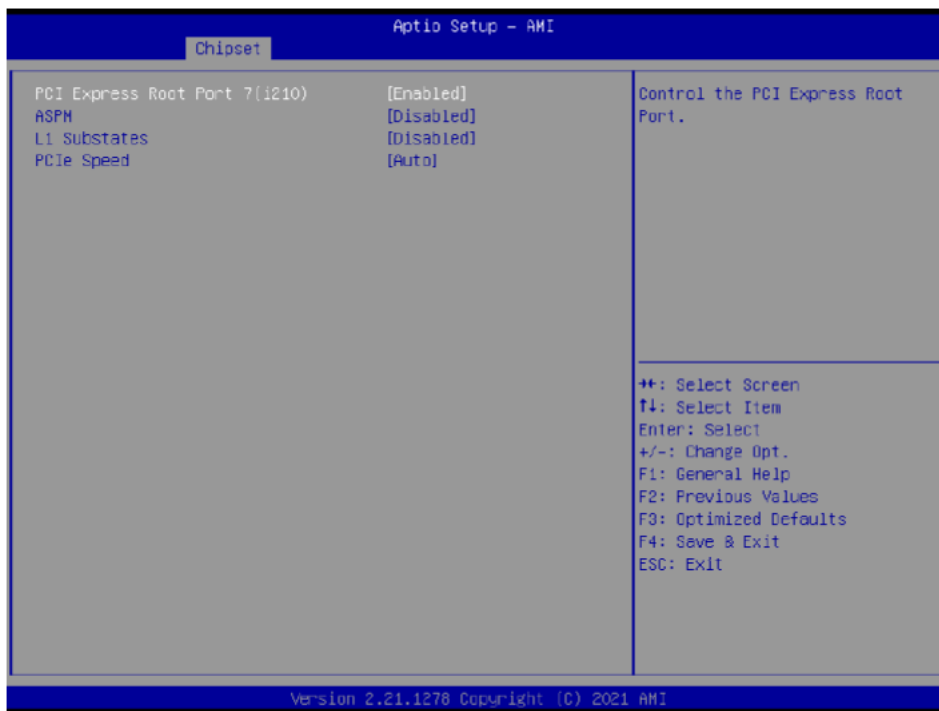 Aptio Setup – AMI
Chipset
PCI Express Root Port 7(i210) [Enabled]
ASPM [Disabled]
L1 Substates [Disabled]
PCIe Speed [Auto]
Control the PCI Express Root
Port.
→←: Select Screen
↑↓: Select Item
Enter: Select
+/-: Change Opt.
F1: General Help
F2: Previous Values
F3: Optimized Defaults
F4: Save & Exit
ESC: Exit
Version 2.21.1278 Copyright (C) 2021 AMI